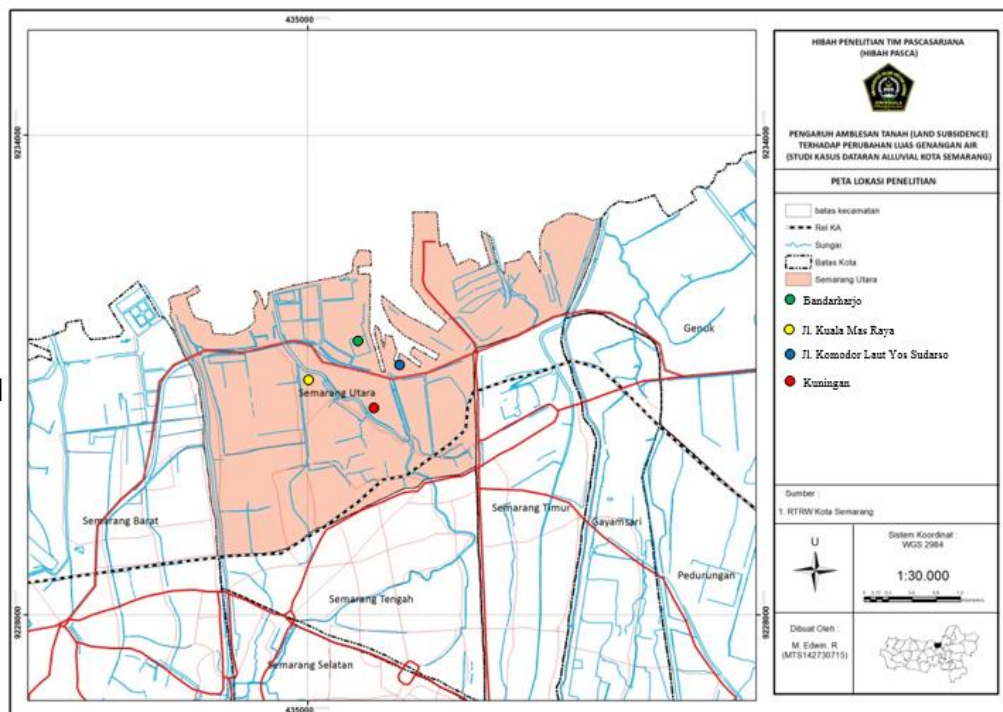 435000
9234000
9234000
Genuk
Semarang Utara
Semarang Barat
Semarang Timur
Gayamsari
Pedurungan
Semarang Tengah
Semarang Selatan
9228000
9228000
435000
HIBAH PENELITIAN TIM PASCASARJANA
(HIBAH PASCA)
PENGARUH AMBLESAN TANAH (LAND SUBSIDENCE)
TERHADAP PERUBAHAN LUAS GENANGAN AIR
(STUDI KASUS DATARAN ALLUVIAL KOTA SEMARANG)
PETA LOKASI PENELITIAN
batas kecamatan
Rel KA
Sungai
Batas Kota
Semarang Utara
Bandarharjo
Jl. Kuala Mas Raya
Jl. Komodor Laut Yos Sudarso
Kuningan
Sumber :
1. RTRW Kota Semarang
U
Sistem Koordinat :
WGS 2984
1:30.000
Dibuat Oleh :
M. Edwin. R
(MTS142730715)